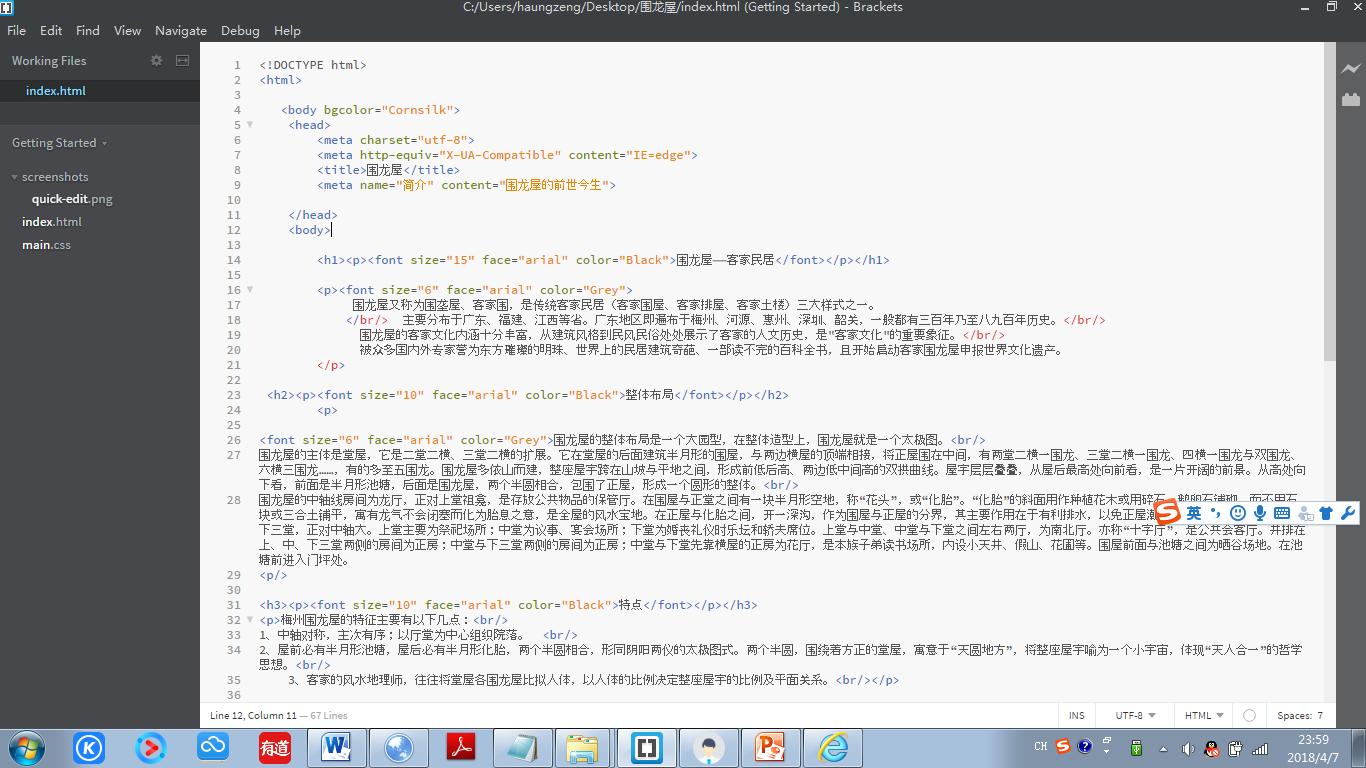 C:/Users/haungzeng/Desktop/围龙屋/index.html (Getting Started) - Brackets
File Edit Find View Navigate Debug Help
Working Files
index.html
Getting Started
screenshots
quick-edit.png
index.html
main.css
1 <!DOCTYPE html>
2 <html>
3
4 <body bgcolor="Cornsilk">
5 <head>
6 <meta charset="utf-8">
7 <meta http-equiv="X-UA-Compatible" content="IE=edge">
8 <title>围龙屋</title>
9 <meta name="简介" content="围龙屋的前世今生">
10
11 </head>
12 <body>
13
14 <h1><p><font size="15" face="arial" color="Black">围龙屋——客家民居</font></p></h1>
15
16 <p><font size="6" face="arial" color="Grey">
17 围龙屋又称为围垄屋、客家围，是传统客家民居（客家围屋、客家排屋、客家土楼）三大样式之一。
18 </br/> 主要分布于广东、福建、江西等省。广东地区即遍布于梅州、河源、惠州、深圳、韶关，一般都有三百年乃至八九百年历史。</br/>
19 围龙屋的客家文化内涵十分丰富，从建筑风格到民风民俗处处展示了客家的人文历史，是"客家文化"的重要象征。</br/>
20 被众多国内外专家誉为东方璀璨的明珠、世界上的民居建筑奇葩、一部读不完的百科全书，且开始启动客家围龙屋申报世界文化遗产。
21 </p>
22
23 <h2><p><font size="10" face="arial" color="Black">整体布局</font></p></h2>
24 <p>
25
26 <font size="6" face="arial" color="Grey">围龙屋的整体布局是一个大园型，在整体造型上，围龙屋就是一个太极图。<br/>
27 围龙屋的主体是堂屋，它是二堂二横、三堂二横的扩展。它在堂屋的后面建筑半月形的围屋，与两边横屋的顶端相接，将正屋围在中间，有两堂二横一围龙、三堂二横一围龙、四横一围龙与双围龙、
六横三围龙……，有的多至五围龙。围龙屋多依山而建，整座屋宇跨在山坡与平地之间，形成前低后高、两边低中间高的双拱曲线。屋宇层层叠叠，从屋后最高处向前看，是一片开阔的前景。从高处向
下看，前面是半月形池塘，后面是围龙屋，两个半圆相合，包围了正屋，形成一个圆形的整体。<br/>
28 围龙屋的中轴线房间为龙厅，正对上堂祖龛，是存放公共物品的保管厅。在围屋与正堂之间有一块半月形空地，称“花头”，或“化胎”。“化胎”的斜面用作种植花木或用碎石、鹅卵石铺砌，而不用石
块或三合土铺平，寓有龙气不会闭塞而化为胎息之意，是全屋的风水宝地。在正屋与化胎之间，开一深沟，作为围屋与正屋的分界，其主要作用在于有利排水，以免正屋
下三堂，正对中轴大。上堂主要为祭祀场所；中堂为议事、宴会场所；下堂为婚丧礼仪时乐坛和轿夫席位。上堂与中堂、中堂与下堂之间左右两厅，为南北厅。亦称“十字厅”，是公共会客厅。并排在
上、中、下三堂两侧的房间为正房；中堂与下三堂两侧的房间为正房；中堂与下堂先靠横屋的正房为花厅，是本族子弟读书场所，内设小天井、假山、花圃等。围屋前面与池塘之间为晒谷场地。在池
塘前进入门坪处。
29 <p/>
30
31 <h3><p><font size="10" face="arial" color="Black">特点</font></p></h3>
32 <p>梅州围龙屋的特征主要有以下几点：<br/>
33 1、中轴对称，主次有序；以厅堂为中心组织院落。 <br/>
34 2、屋前必有半月形池塘，屋后必有半月形化胎，两个半圆相合，形同阴阳两仪的太极图式。两个半圆，围绕着方正的堂屋，寓意于“天圆地方”，将整座屋宇喻为一个小宇宙，体现“天人合一”的哲学
思想。<br/>
35 3、客家的风水地理师，往往将堂屋各围龙屋比拟人体，以人体的比例决定整座屋宇的比例及平面关系。<br/></p>
36
英
Line 12, Column 11 — 67 Lines
INS UTF-8 HTML Spaces: 7
有道
CH
23:59
2018/4/7